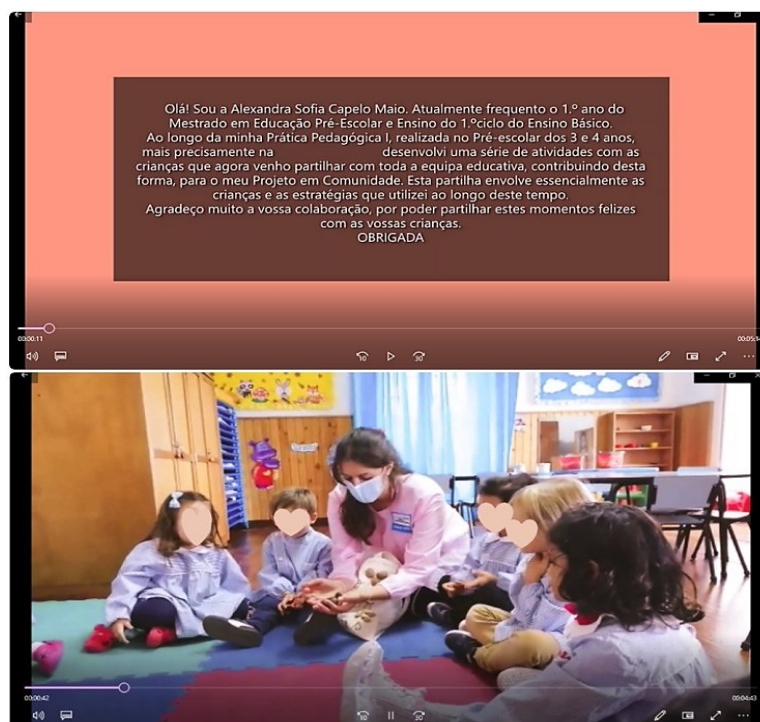 Olá! Sou a Alexandra Sofia Capelo Maio. Atualmente frequento o 1.º ano do
Mestrado em Educação Pré-Escolar e Ensino do 1.ºciclo do Ensino Básico.
Ao longo da minha Prática Pedagógica I, realizada no Pré-escolar dos 3 e 4 anos,
mais precisamente na desenvolvi uma série de atividades com as
crianças que agora venho partilhar com toda a equipa educativa, contribuindo desta
forma, para o meu Projeto em Comunidade. Esta partilha envolve essencialmente as
crianças e as estratégias que utilizei ao longo deste tempo.
Agradeço muito a vossa colaboração, por poder partilhar estes momentos felizes
com as vossas crianças.
OBRIGADA
00:00:11
10
30
00:00:42
00:04:43
10
30